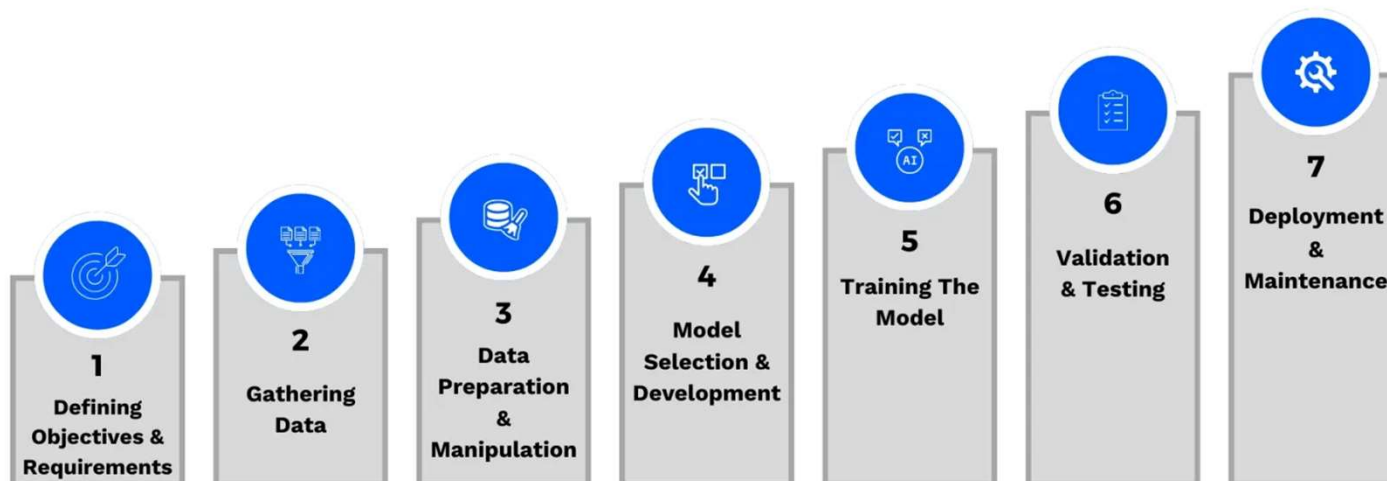 1
Defining
Objectives &
Requirements
2
Gathering
Data
3
Data
Preparation
&
Manipulation
4
Model
Selection &
Development
AI
5
Training The
Model
6
Validation
& Testing
7
Deployment
&
Maintenance